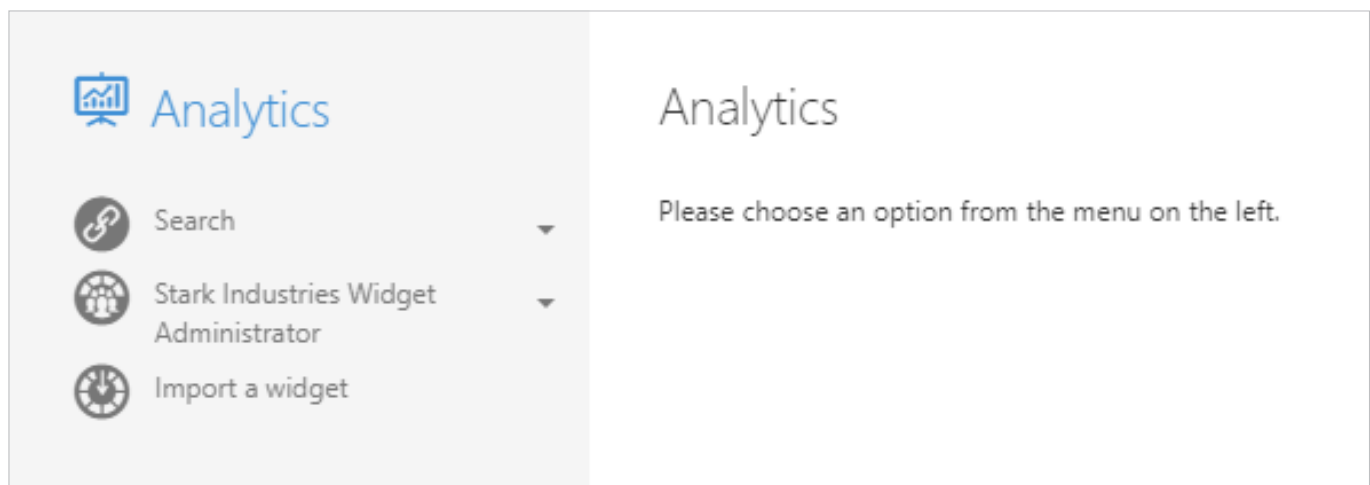 Analytics
Search
Stark Industries Widget
Administrator
Import a widget
Analytics
Please choose an option from the menu on the left.